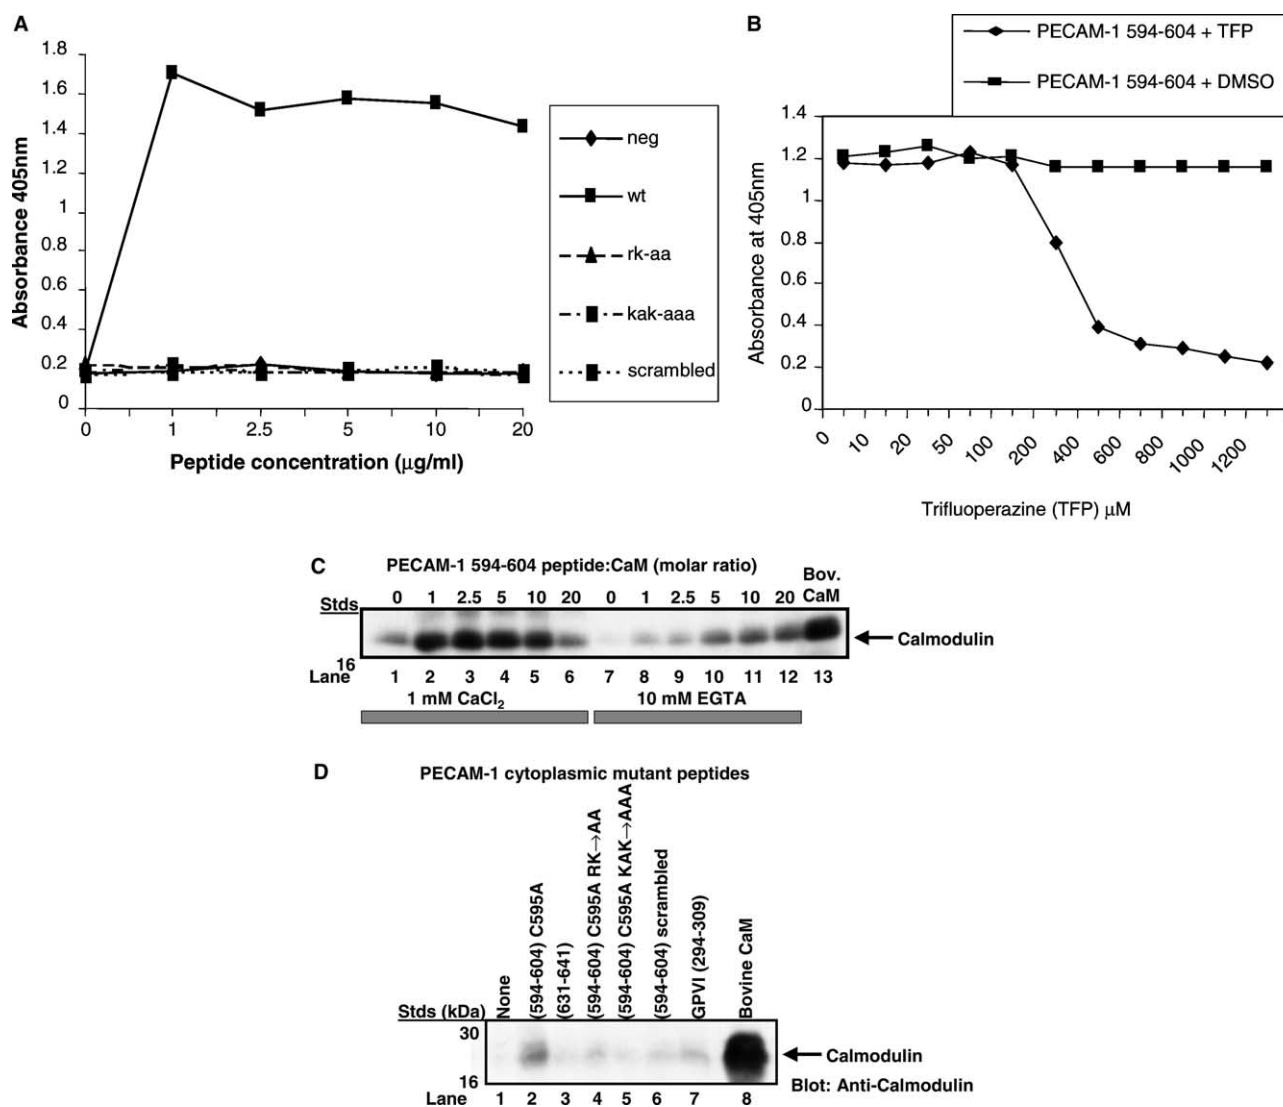 A
1.8
1.6
1.4
1.2
1
0.8
0.6
0.4
0.2
0
0 1 2.5 5 10 20
Absorbance 405nm
Peptide concentration (μg/ml)
neg
wt
rk-aa
kak-aaa
scrambled
B
PECAM-1 594-604 + TFP
PECAM-1 594-604 + DMSO
1.4
1.2
1
0.8
0.6
0.4
0.2
0
0 10 20 50 100 200 400 600 800 1000 1200
Absorbance at 405nm
Trifluoperazine (TFP) μM
C PECAM-1 594-604 peptide:CaM (molar ratio)
Bov.
CaM
Stds 0 1 2.5 5 10 20 0 1 2.5 5 10 20
Calmodulin
16
Lane 1 2 3 4 5 6 7 8 9 10 11 12 13
1 mM CaCl₂ 10 mM EGTA
D PECAM-1 cytoplasmic mutant peptides
None
(594-604) C595A
(631-641)
(594-604) C595A RK→AA
(594-604) C595A KAK→AAA
(594-604) scrambled
GPVI (294-309)
Bovine CaM
Stds (kDa)
30
Calmodulin
16
Blot: Anti-Calmodulin
Lane 1 2 3 4 5 6 7 8